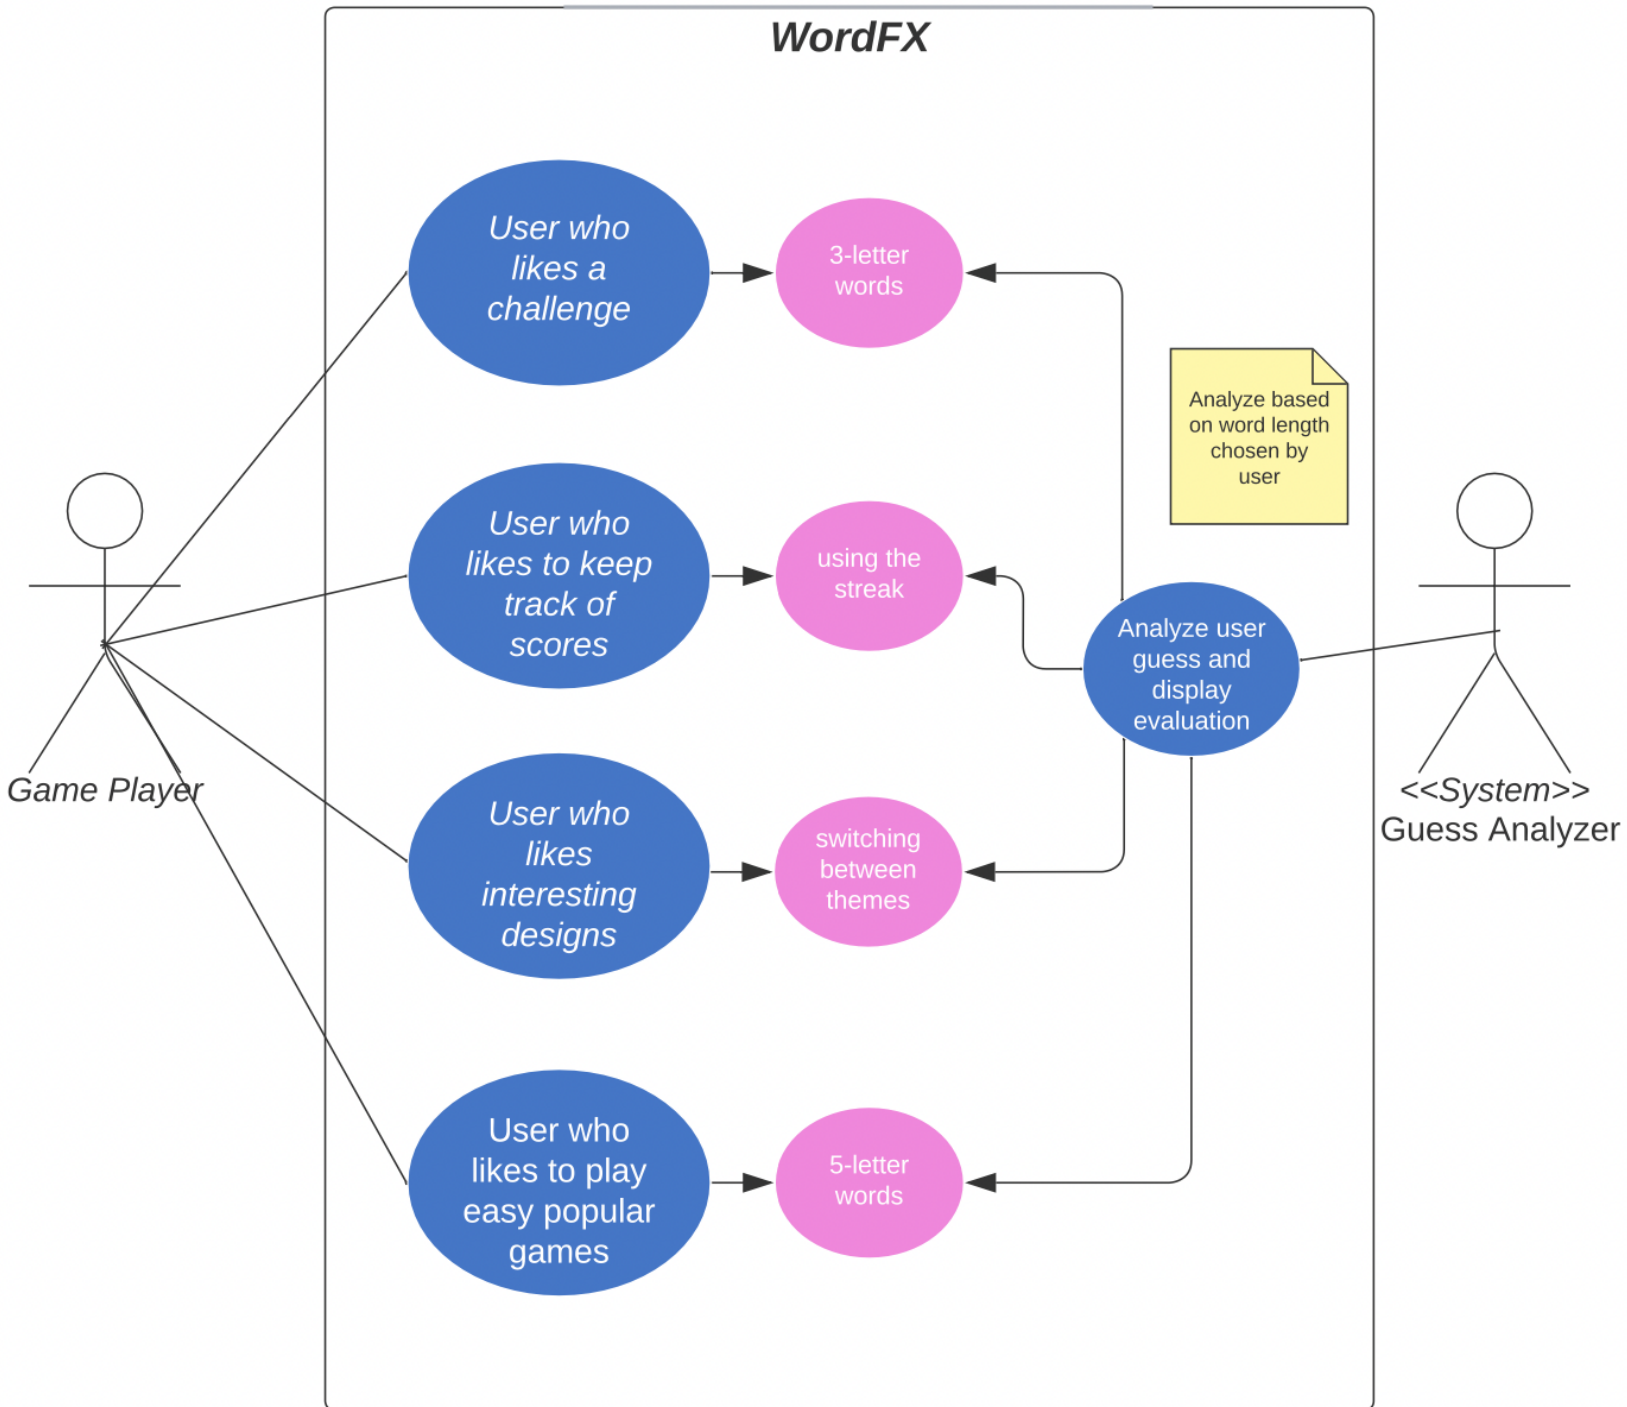 WordFX
User who
likes a
challenge
3-letter
words
Analyze based
on word length
chosen by
user
User who
likes to keep
track of
scores
using the
streak
Analyze user
guess and
display
evaluation
Game Player
<<System>>
Guess Analyzer
User who
likes
interesting
designs
switching
between
themes
User who
likes to play
easy popular
games
5-letter
words